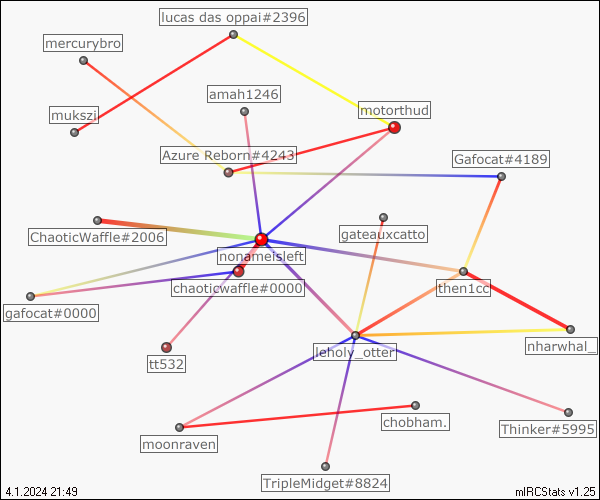 lucas das oppai#2396
mercurybro
amah1246
motorthud
mukszi
Azure Reborn#4243
Gafocat#4189
ChaoticWaffle#2006
gateauxcatto
nonameisleft
chaoticwaffle#0000
then1cc
gafocat#0000
leholy_otter
nharwhal_
tt532
chobham.
Thinker#5995
moonraven
TripleMidget#8824
4.1.2024 21:49
mIRCStats v1.25